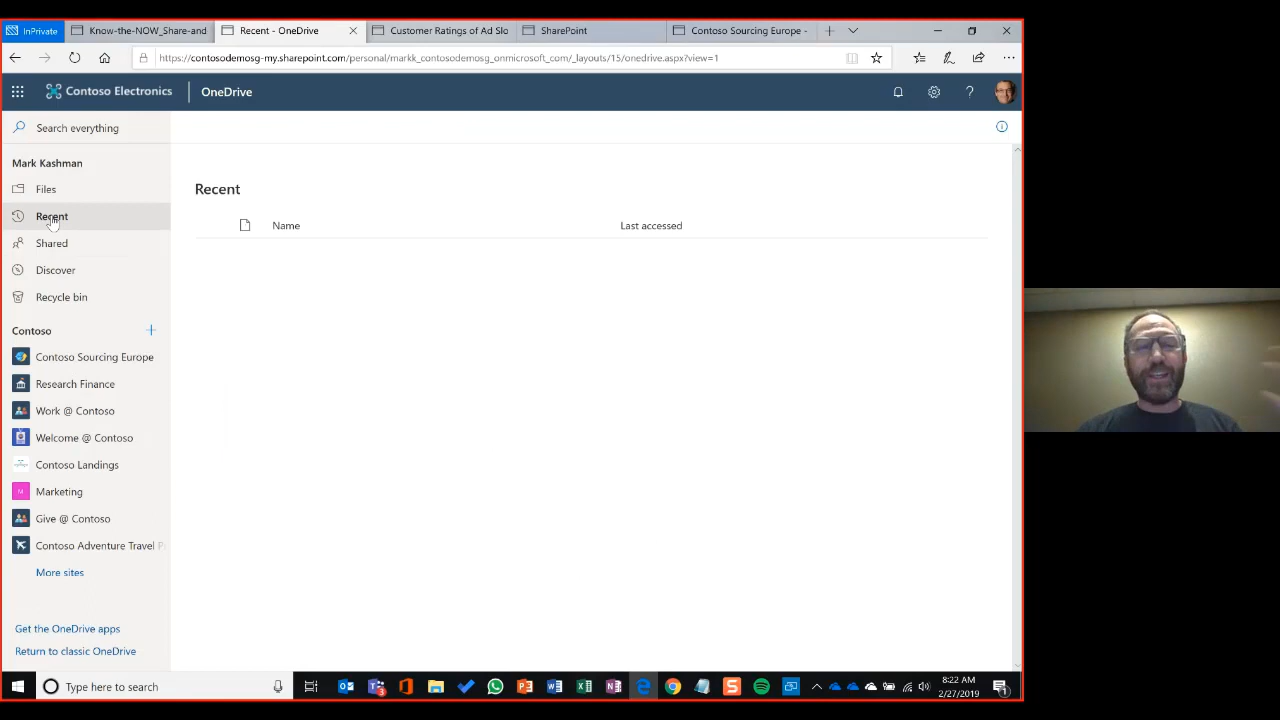 InPrivate
Know-the-NOW_Share-and
Recent - OneDrive
Customer Ratings of Ad Slo
SharePoint
Contoso Sourcing Europe -
https://contosodemosg-my.sharepoint.com/personal/markk_contosodemosg_onmicrosoft_com/_layouts/15/onedrive.aspx?view=1
Contoso Electronics
OneDrive
Search everything
Mark Kashman
Files
Recent
Shared
Discover
Recycle bin
Contoso
Contoso Sourcing Europe
Research Finance
Work @ Contoso
Welcome @ Contoso
Contoso Landings
Marketing
Give @ Contoso
Contoso Adventure Travel P
More sites
Get the OneDrive apps
Return to classic OneDrive
Recent
Name
Last accessed
Type here to search
8:22 AM
2/27/2019